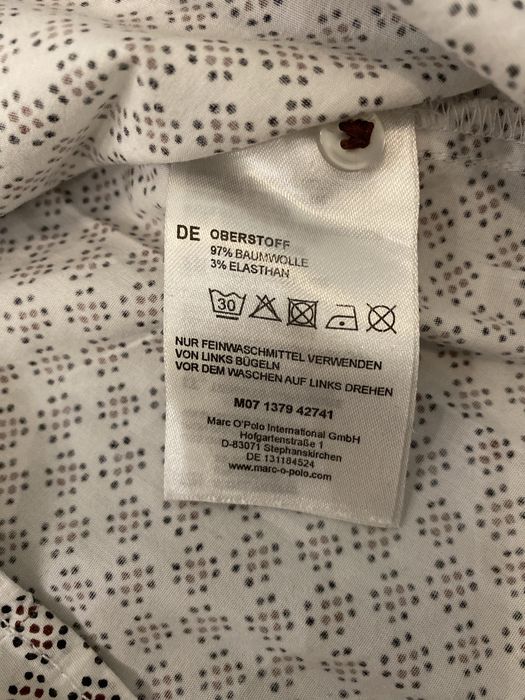 DE OBERSTOFF
97% BAUMWOLLE
3% ELASTHAN
30
NUR FEINWASCHMITTEL VERWENDEN
VON LINKS BÜGELN
VOR DEM WASCHEN AUF LINKS DREHEN
M07 1379 42741
Marc O'Polo International GmbH
Hofgartenstraße 1
D-83071 Stephanskirchen
DE 131184524
www.marc-o-polo.com